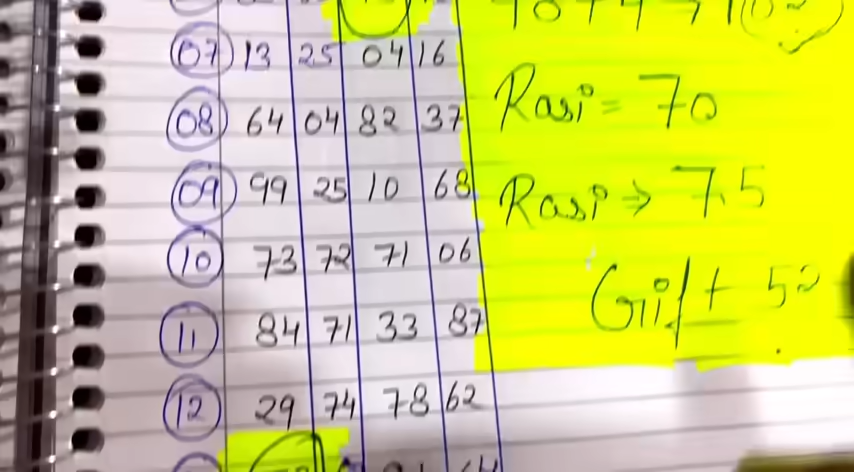 07 13 25 04 16
08 64 04 82 37
Rasi = 70
09 99 25 10 68
Rasi ⇒ 7.5
10 73 72 71 06
Gift 52
11 84 71 33 87
12 29 74 78 62